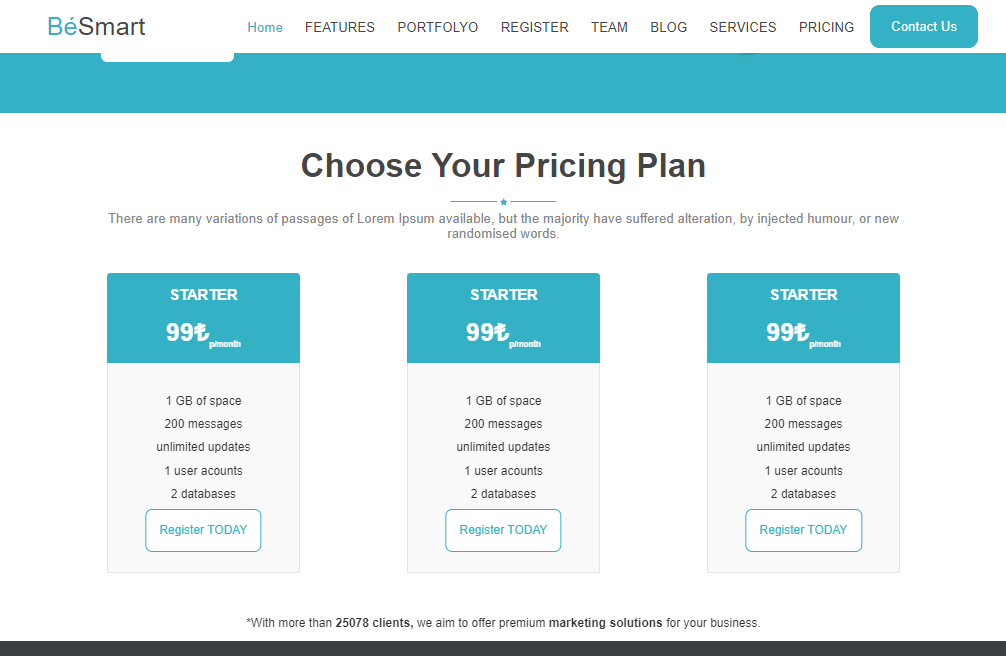 BéSmart
Home FEATURES PORTFOLYO REGISTER TEAM BLOG SERVICES PRICING Contact Us
Choose Your Pricing Plan
There are many variations of passages of Lorem Ipsum available, but the majority have suffered alteration, by injected humour, or new
randomised words.
STARTER
99₺p/month
1 GB of space
200 messages
unlimited updates
1 user acounts
2 databases
Register TODAY
STARTER
99₺p/month
1 GB of space
200 messages
unlimited updates
1 user acounts
2 databases
Register TODAY
STARTER
99₺p/month
1 GB of space
200 messages
unlimited updates
1 user acounts
2 databases
Register TODAY
*With more than 25078 clients, we aim to offer premium marketing solutions for your business.